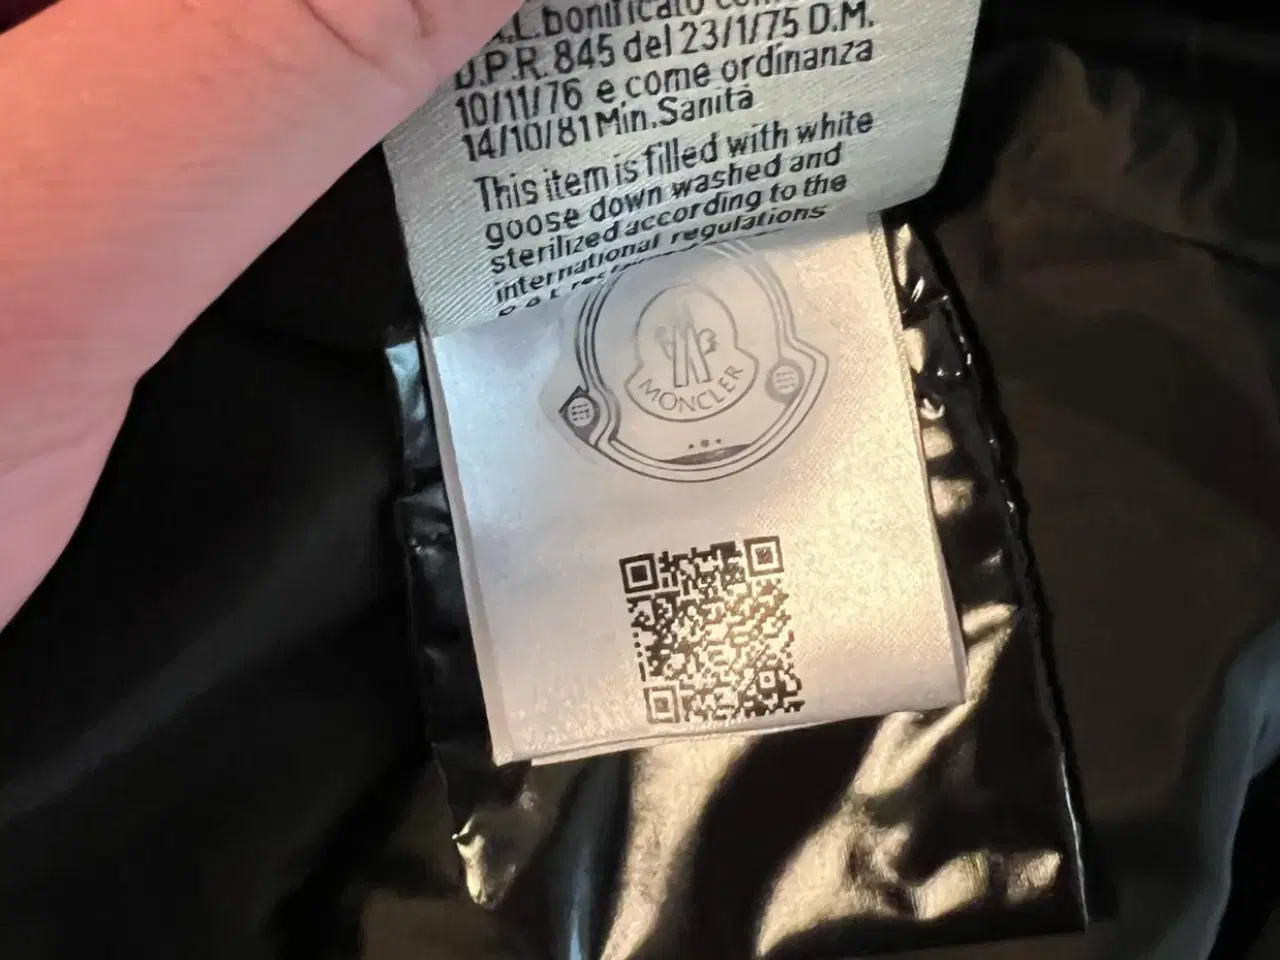 bonificato
D.P.R. 845 del 23/1/75 D.M.
10/11/76 e come ordinanza
14/10/81 Min. Sanità
This item is filled with white
goose down washed and
sterilized according to the
international regulations
MONCLER